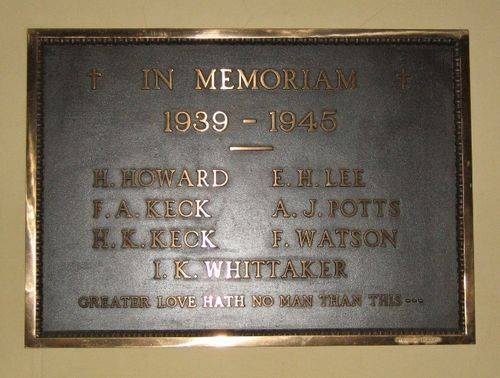 † IN MEMORIAM †
1939 - 1945
H. HOWARD E. H. LEE
F. A. KECK A. J. POTTS
H. K. KECK F. WATSON
I. K. WHITTAKER
GREATER LOVE HATH NO MAN THAN THIS ---